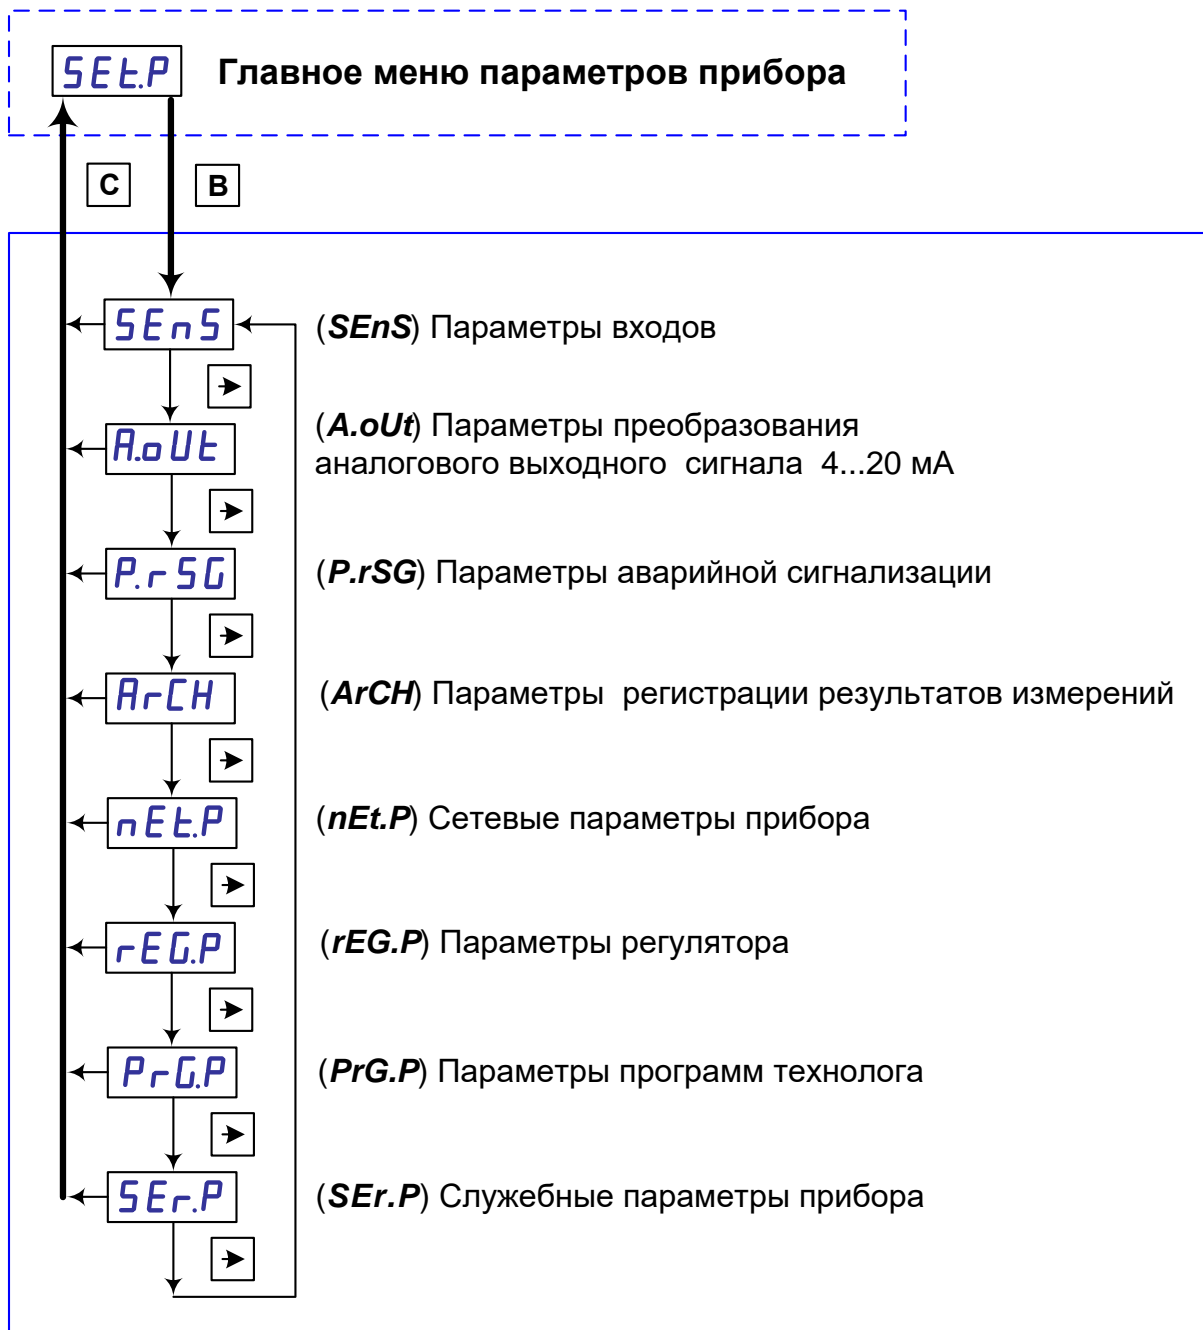 SEt.P Главное меню параметров прибора
C B
SEnS (SEnS) Параметры входов
A.oUt (A.oUt) Параметры преобразования
аналогового выходного сигнала 4...20 мА
P.rSG (P.rSG) Параметры аварийной сигнализации
ArCH (ArCH) Параметры регистрации результатов измерений
nEt.P (nEt.P) Сетевые параметры прибора
rEG.P (rEG.P) Параметры регулятора
PrG.P (PrG.P) Параметры программ технолога
SEr.P (SEr.P) Служебные параметры прибора